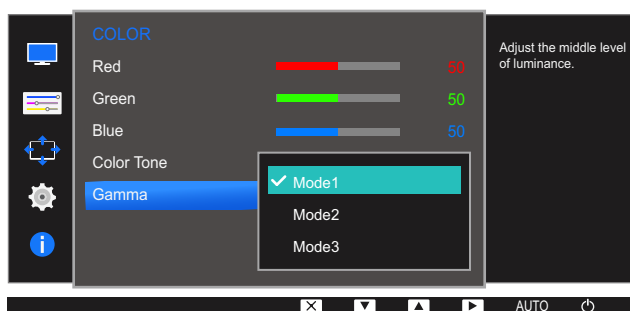 COLOR
Red 50
Green 50
Blue 50
Color Tone
Gamma
Mode1
Mode2
Mode3
Adjust the middle level
of luminance.
AUTO